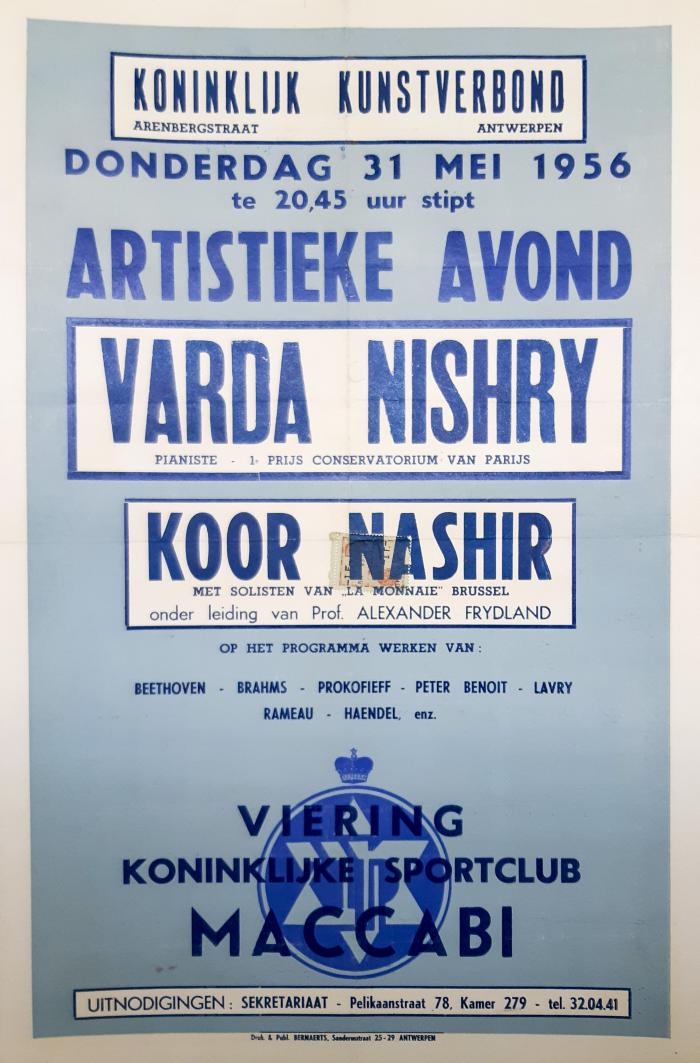 KONINKLIJK KUNSTVERBOND
ARENBERGSTRAAT ANTWERPEN
DONDERDAG 31 MEI 1956
te 20,45 uur stipt
ARTISTIEKE AVOND
VARDA NISHRY
PIANISTE - 1e PRIJS CONSERVATORIUM VAN PARIJS
KOOR NASHIR
MET SOLISTEN VAN „LA MONNAIE" BRUSSEL
onder leiding van Prof. ALEXANDER FRYDLAND
OP HET PROGRAMMA WERKEN VAN :
BEETHOVEN - BRAHMS - PROKOFIEFF - PETER BENOIT - LAVRY
RAMEAU - HAENDEL, enz.
VIERING
KONINKLIJKE SPORTCLUB
MACCABI
UITNODIGINGEN : SEKRETARIAAT - Pelikaanstraat 78, Kamer 279 - tel. 32.04.41
Druk. & Publ. BERNAERTS, Sanderusstraat 25-29 ANTWERPEN